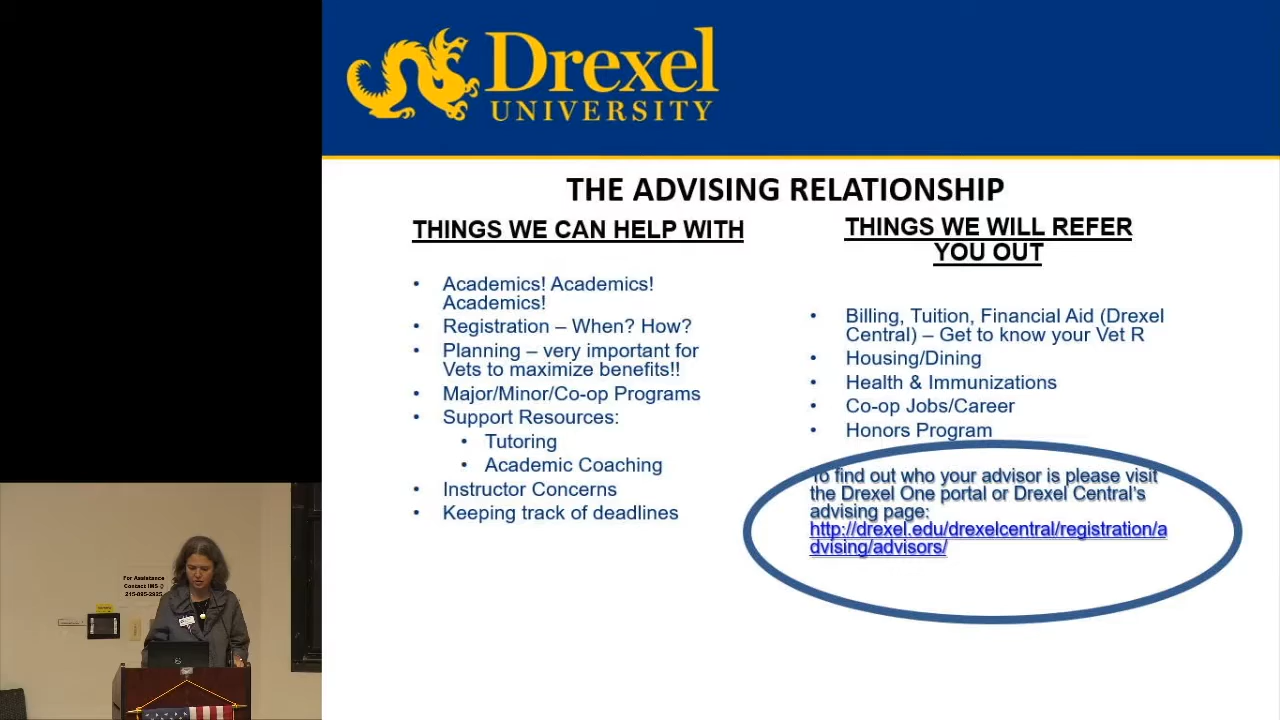 Drexel
UNIVERSITY
THE ADVISING RELATIONSHIP
THINGS WE CAN HELP WITH
• Academics! Academics!
Academics!
• Registration – When? How?
• Planning – very important for
Vets to maximize benefits!!
• Major/Minor/Co-op Programs
• Support Resources:
• Tutoring
• Academic Coaching
• Instructor Concerns
• Keeping track of deadlines
THINGS WE WILL REFER
YOU OUT
• Billing, Tuition, Financial Aid (Drexel
Central) – Get to know your Vet R
• Housing/Dining
• Health & Immunizations
• Co-op Jobs/Career
• Honors Program
To find out who your advisor is please visit
the Drexel One portal or Drexel Central's
advising page:
http://drexel.edu/drexelcentral/registration/a
dvising/advisors/
For Assistance
Contact IMS @